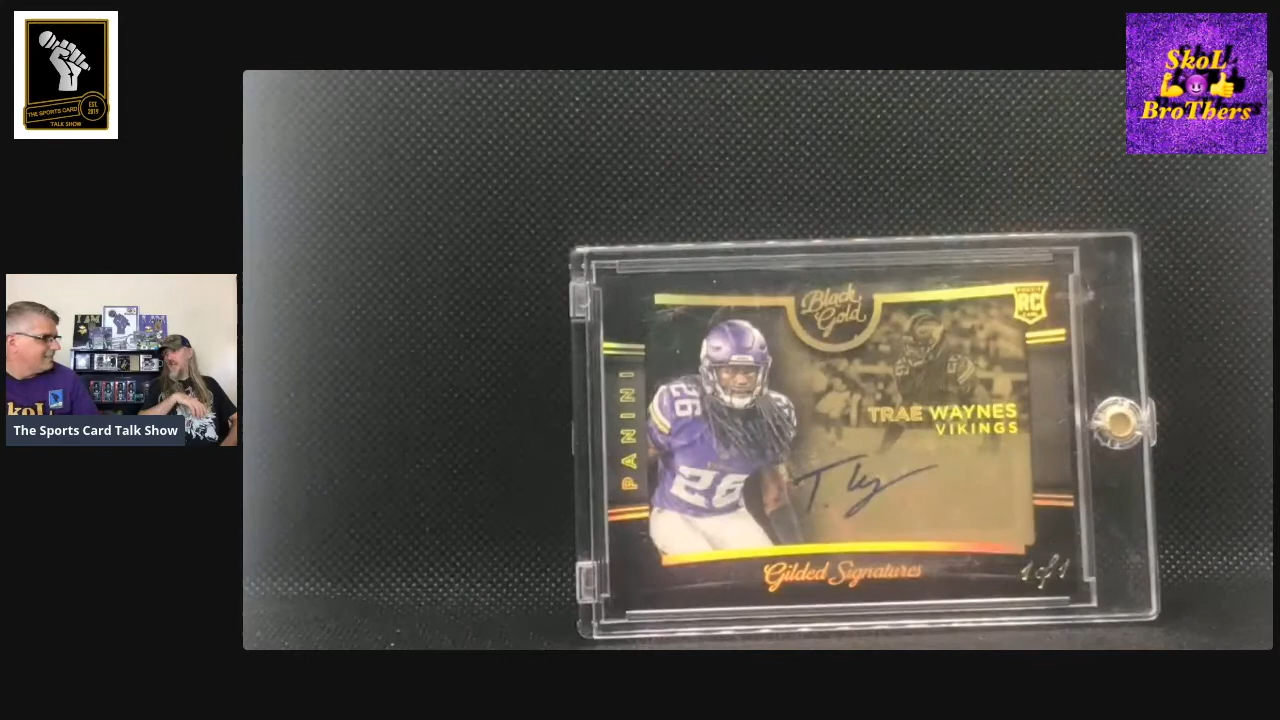 THE SPORTS CARD
TALK SHOW
EST.
2019
SkoL
BroThers
The Sports Card Talk Show
Black
Gold
RC
PANINI
26
26
TRAE WAYNES
VIKINGS
Gilded Signatures
1 of 1